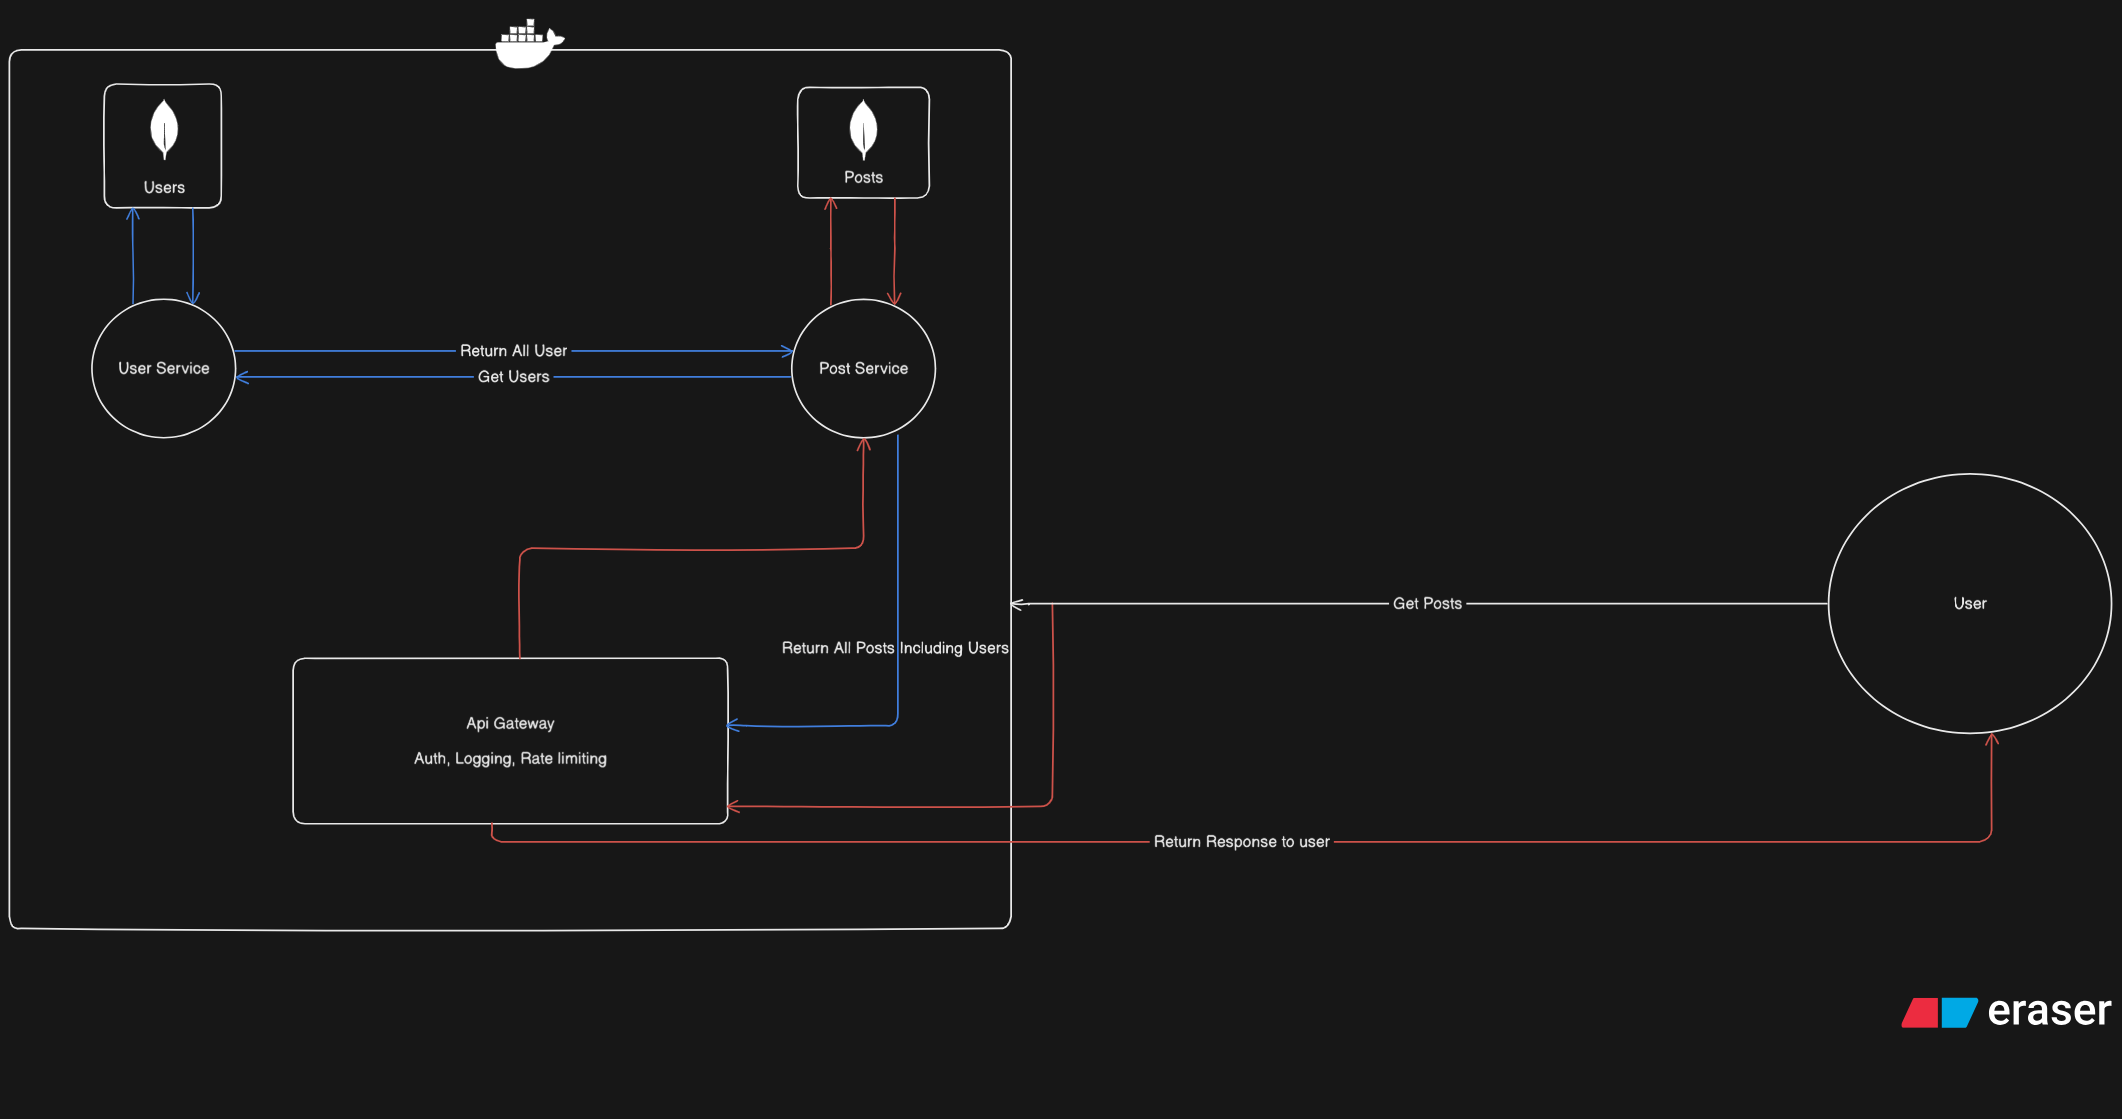 Users
Posts
Return All User
User Service
Post Service
Get Users
Get Posts
User
Return All Posts Including Users
Api Gateway
Auth, Logging, Rate limiting
Return Response to user
eraser